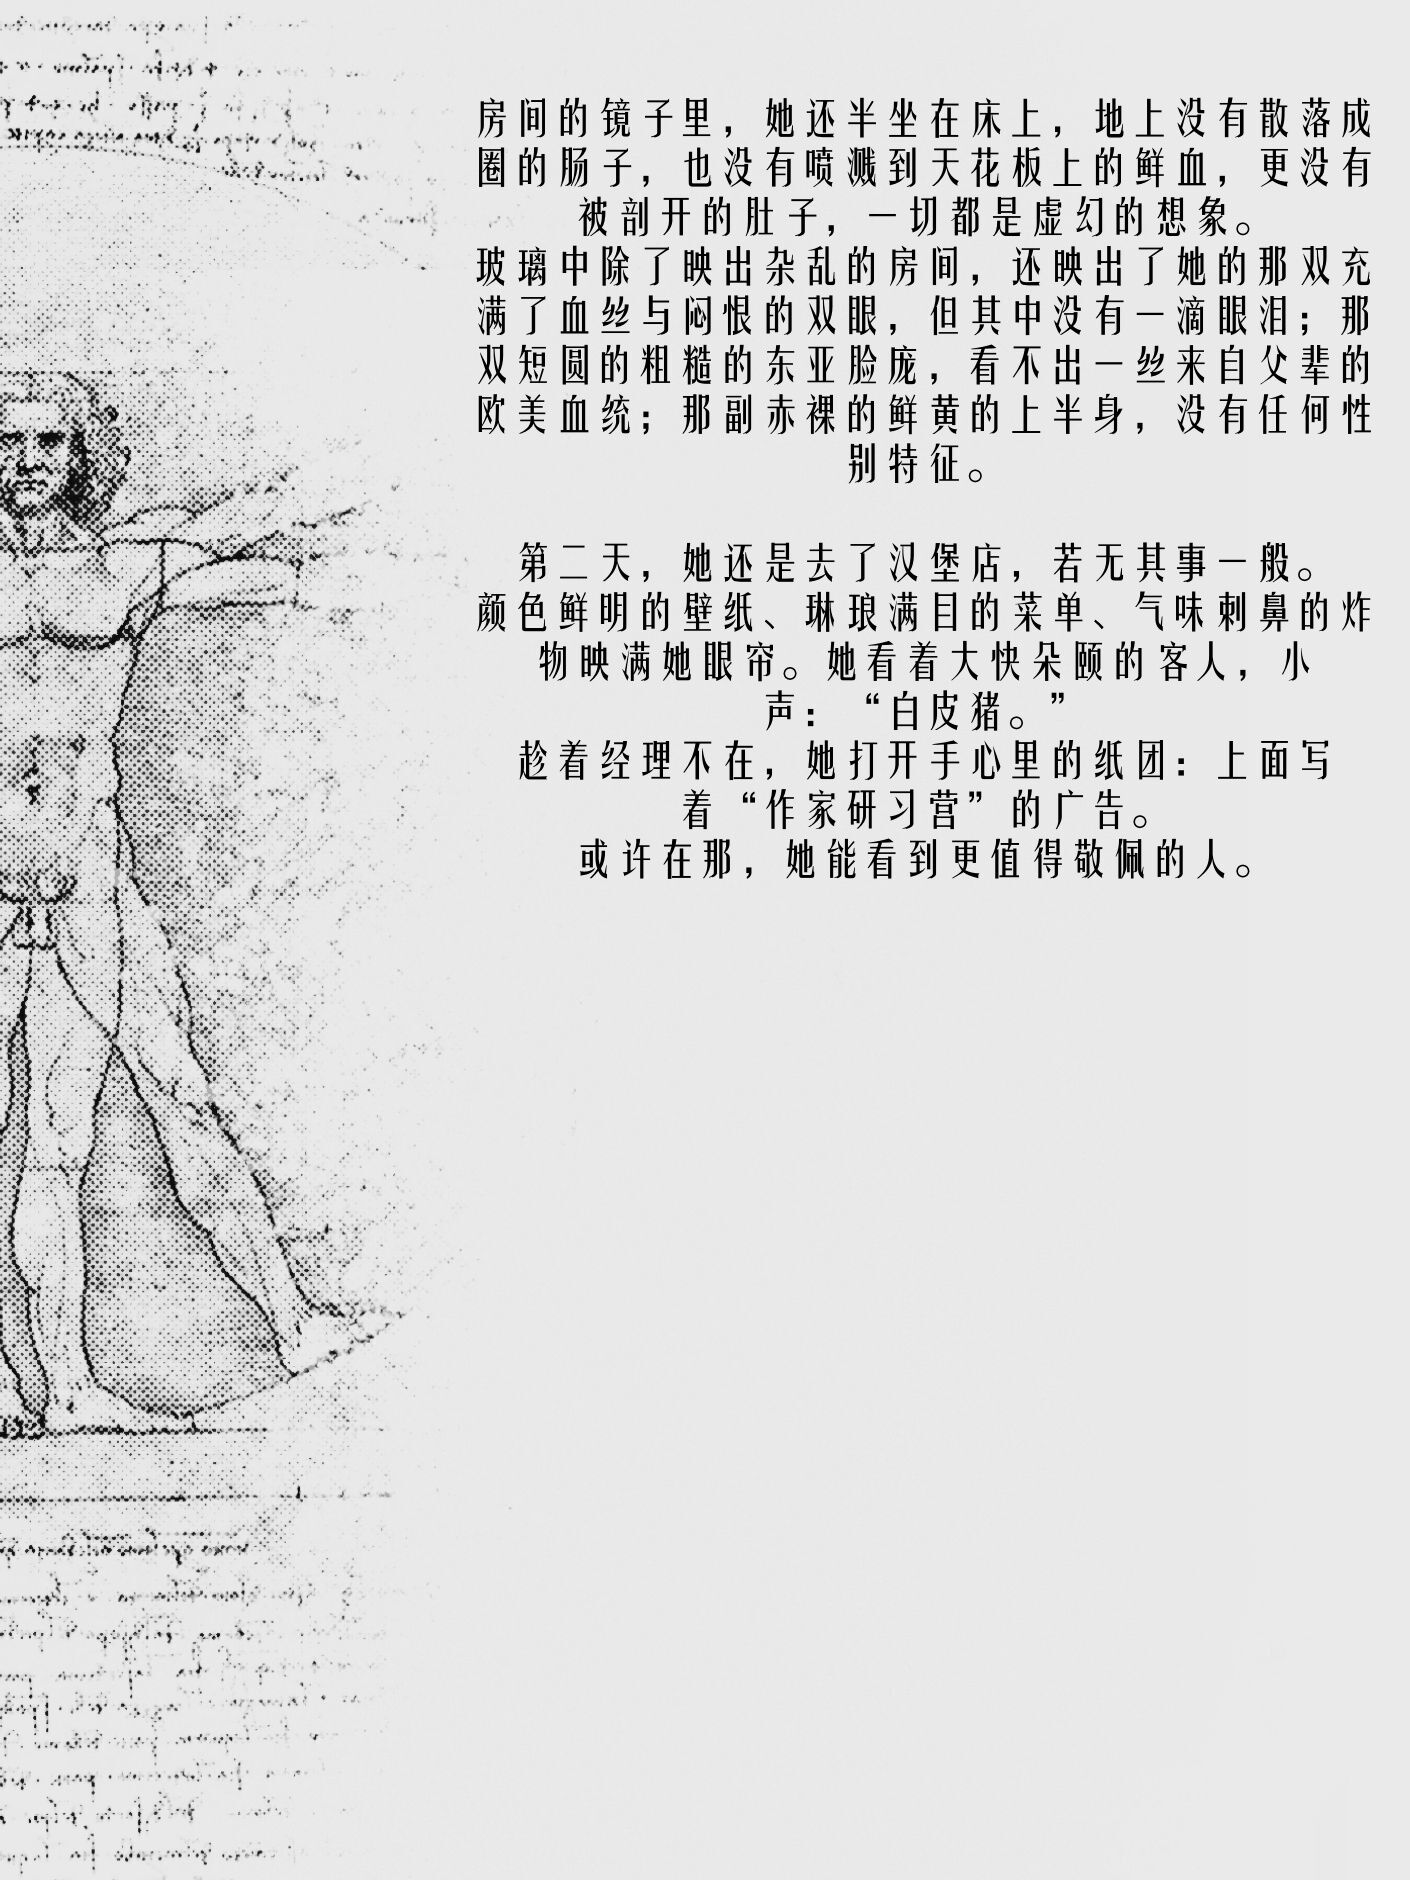 房间的镜子里，她还半坐在床上，地上没有散落成
圈的肠子，也没有喷溅到天花板上的鲜血，更没有
被剖开的肚子，一切都是虚幻的想象。
玻璃中除了映出杂乱的房间，还映出了她的那双充
满了血丝与闷恨的双眼，但其中没有一滴眼泪；那
双短圆的粗糙的东亚脸庞，看不出一丝来自父辈的
欧美血统；那副赤裸的鲜黄的上半身，没有任何性
别特征。
第二天，她还是去了汉堡店，若无其事一般。
颜色鲜明的壁纸、琳琅满目的菜单、气味刺鼻的炸
物映满她眼帘。她看着大快朵颐的客人，小
声：“白皮猪。”
趁着经理不在，她打开手心里的纸团：上面写
着“作家研习营”的广告。
或许在那，她能看到更值得敬佩的人。